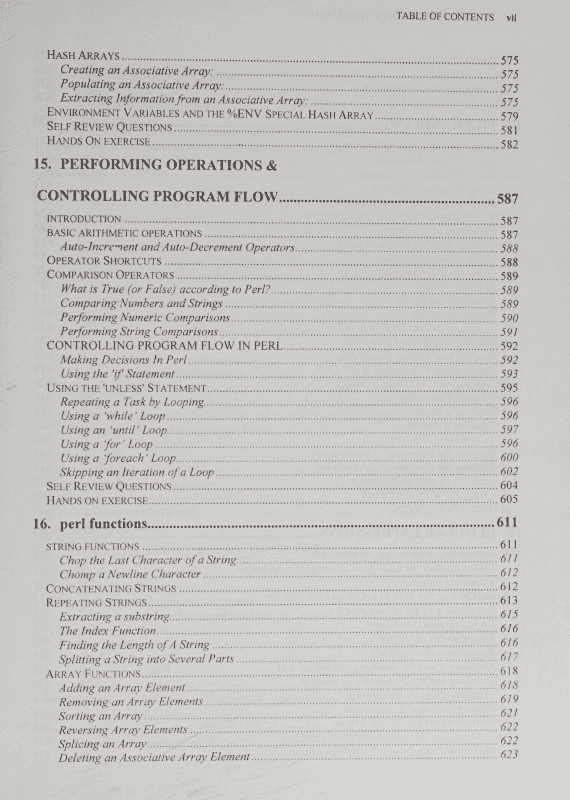 TABLE OF CONTENTS vii
HASH ARRAYS 575
Creating an Associative Array: 575
Populating an Associative Array: 575
Extracting Information from an Associative Array: 575
ENVIRONMENT VARIABLES AND THE %ENV SPECIAL HASH ARRAY 579
SELF REVIEW QUESTIONS 581
HANDS ON EXERCISE 582
15. PERFORMING OPERATIONS &
CONTROLLING PROGRAM FLOW 587
INTRODUCTION 587
BASIC ARITHMETIC OPERATIONS 587
Auto-Increment and Auto-Decrement Operators 588
OPERATOR SHORTCUTS 588
COMPARISON OPERATORS 589
What is True (or False) according to Perl? 589
Comparing Numbers and Strings 589
Performing Numeric Comparisons 590
Performing String Comparisons 591
CONTROLLING PROGRAM FLOW IN PERL 592
Making Decisions In Perl 592
Using the 'if' Statement 593
USING THE 'UNLESS' STATEMENT 595
Repeating a Task by Looping 596
Using a 'while' Loop 596
Using an 'until' Loop 597
Using a 'for' Loop 596
Using a 'foreach' Loop 600
Skipping an Iteration of a Loop 602
SELF REVIEW QUESTIONS 604
HANDS ON EXERCISE 605
16. perl functions 611
STRING FUNCTIONS 611
Chop the Last Character of a String 611
Chomp a Newline Character 612
CONCATENATING STRINGS 612
REPEATING STRINGS 613
Extracting a substring 615
The Index Function 616
Finding the Length of A String 616
Splitting a String into Several Parts 617
ARRAY FUNCTIONS 618
Adding an Array Element 618
Removing an Array Elements 619
Sorting an Array 621
Reversing Array Elements 622
Splicing an Array 622
Deleting an Associative Array Element 623